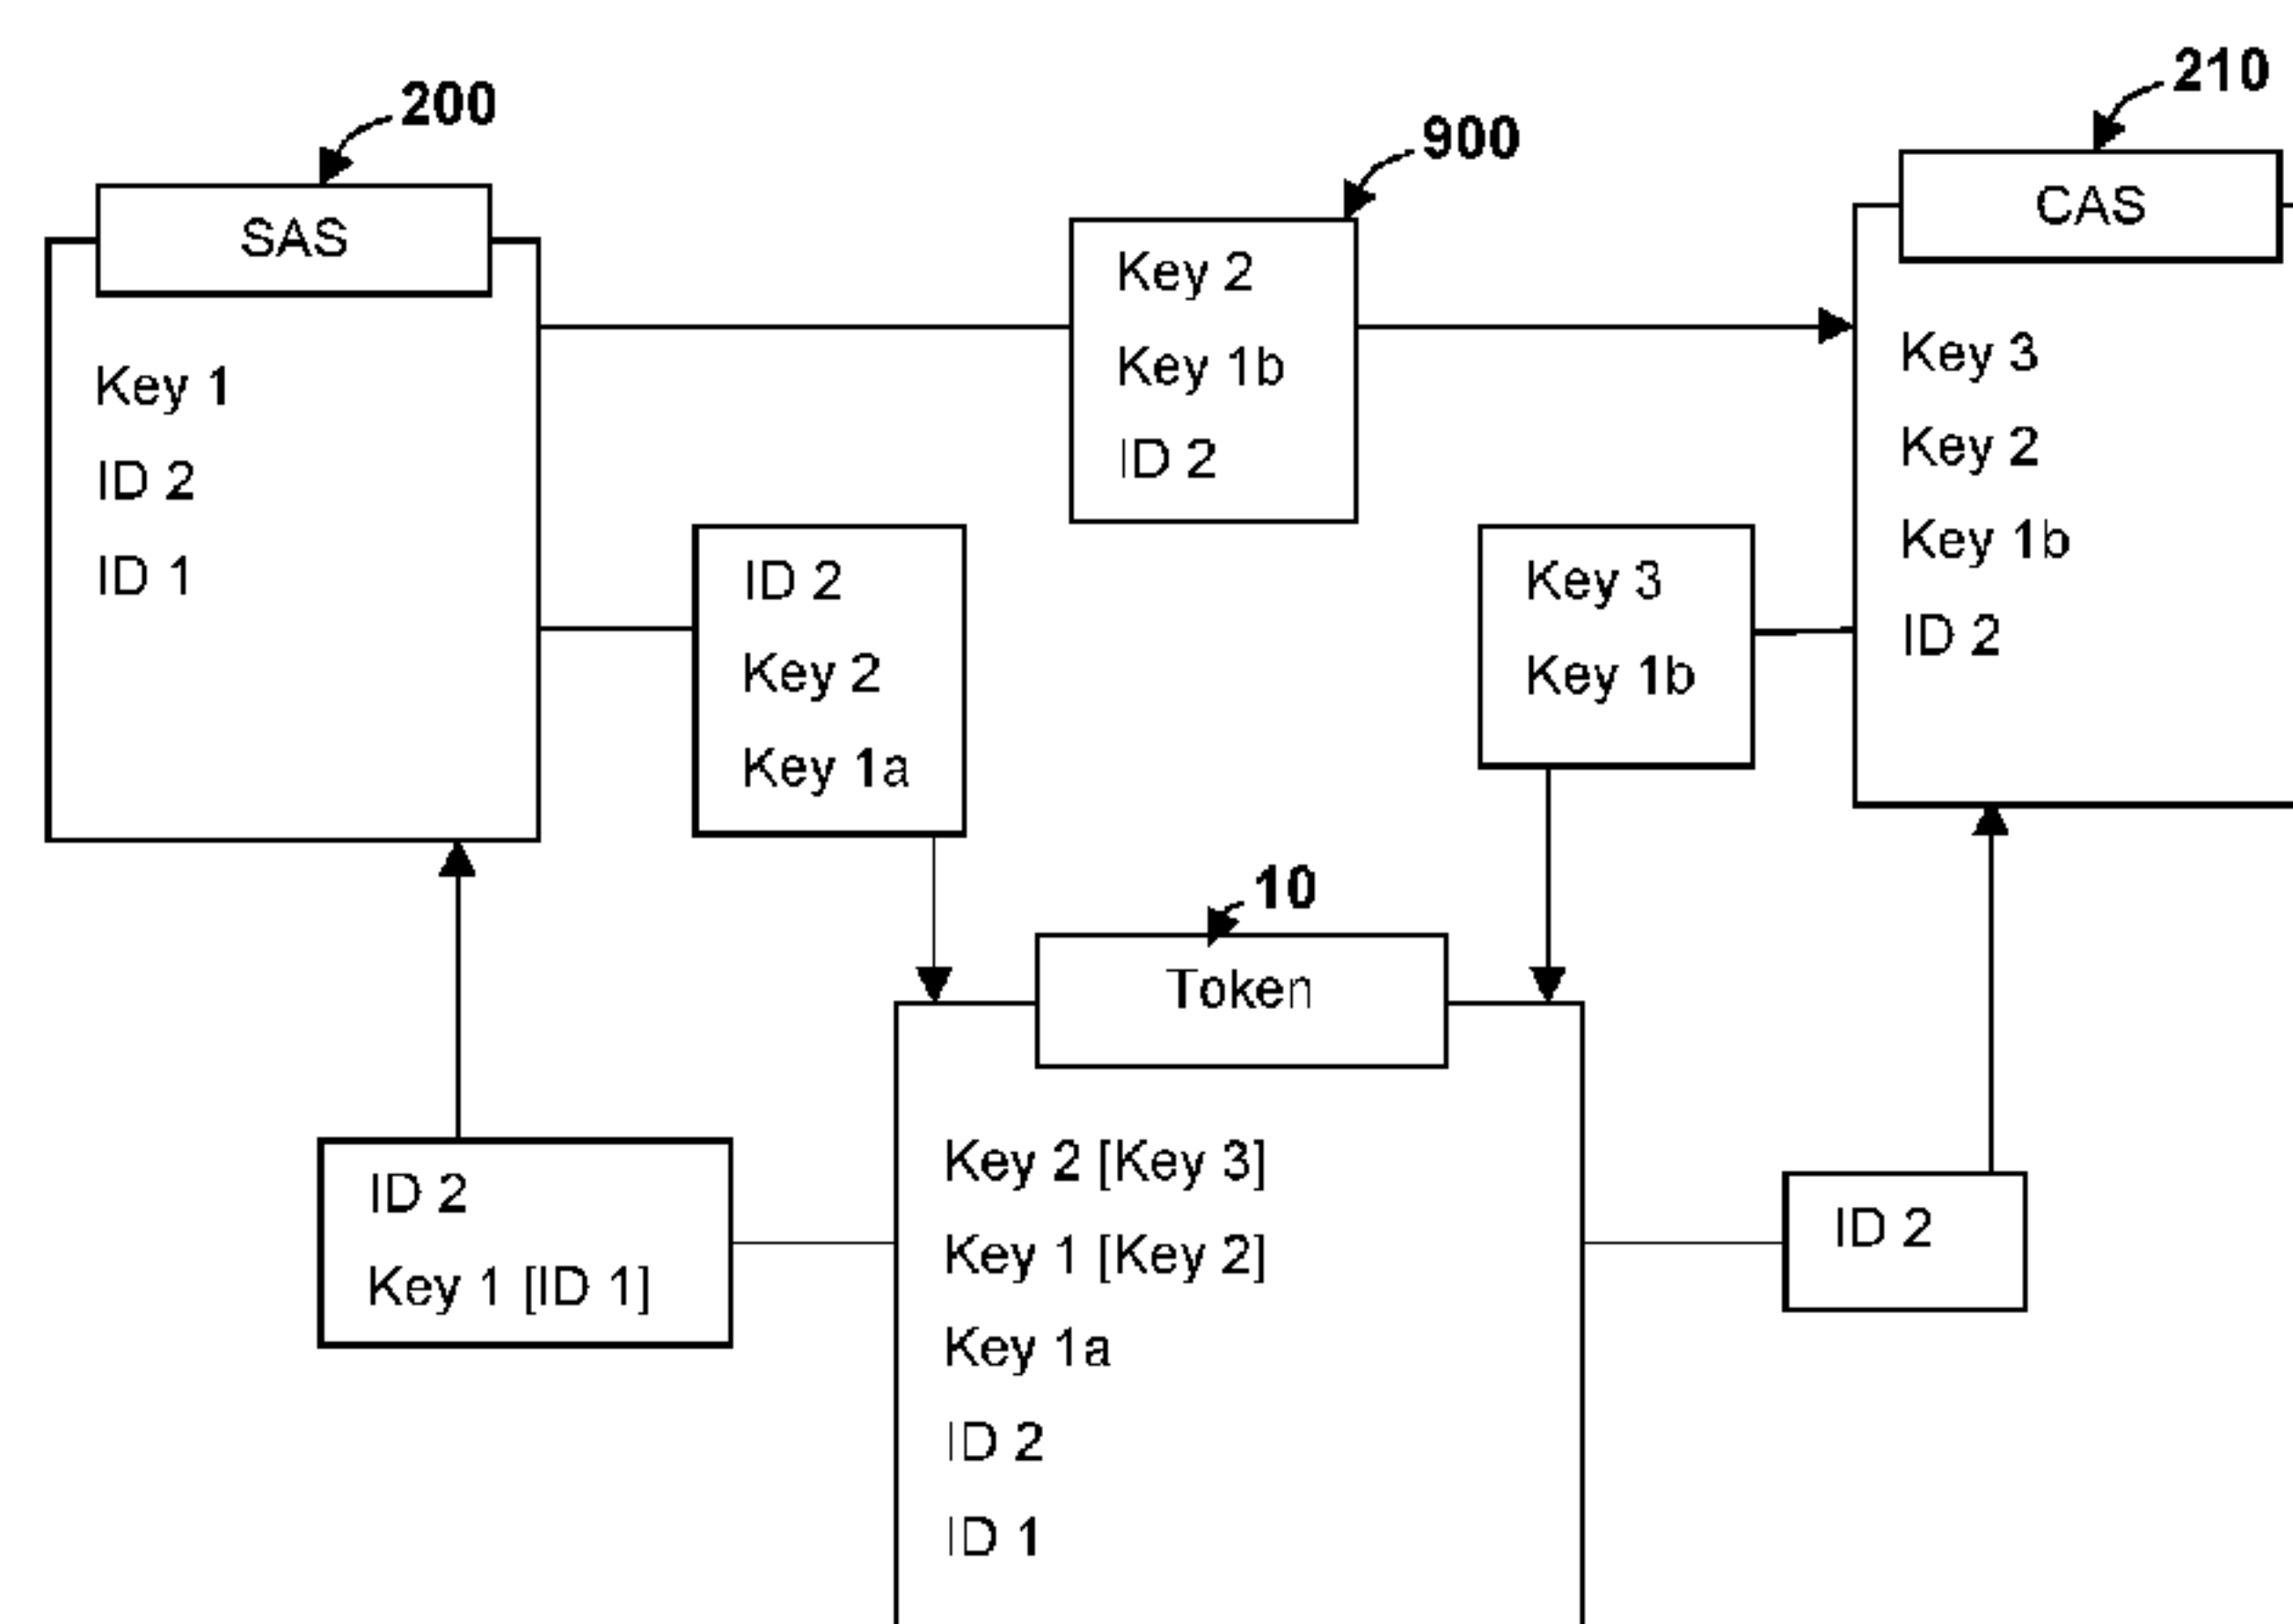 200
SAS
Key 1
ID 2
ID 1
900
Key 2
Key 1b
ID 2
210
CAS
Key 3
Key 2
Key 1b
ID 2
ID 2
Key 2
Key 1a
Key 3
Key 1b
10
Token
Key 2 [Key 3]
Key 1 [Key 2]
Key 1a
ID 2
ID 1
ID 2
Key 1 [ID 1]
ID 2